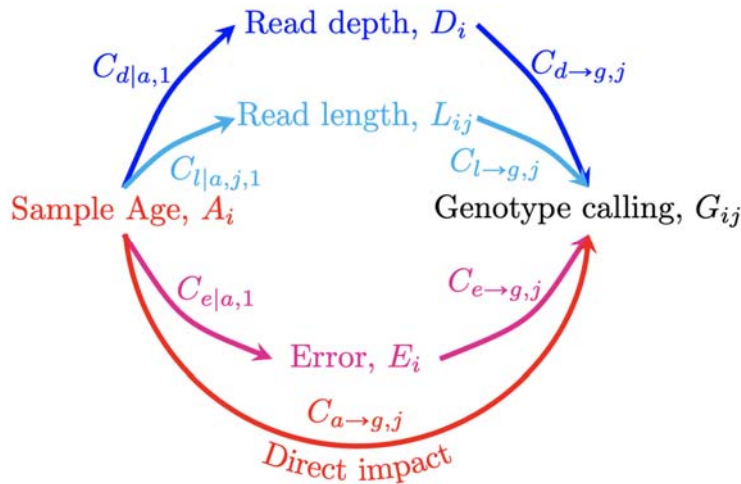 Read depth, D_i
C_{d|a,1}
C_{d→g,j}
Read length, L_{ij}
C_{l|a,j,1}
C_{l→g,j}
Sample Age, A_i
Genotype calling, G_{ij}
C_{e|a,1}
C_{e→g,j}
Error, E_i
C_{a→g,j}
Direct impact